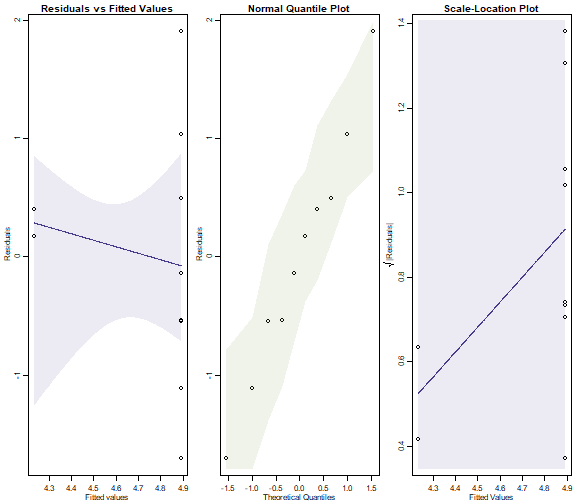 Residuals vs Fitted Values
2
1
0
-1
Residuals
4.3 4.4 4.5 4.6 4.7 4.8 4.9
Fitted values
Normal Quantile Plot
2
1
0
-1
Residuals
-1.5 -1.0 -0.5 0.0 0.5 1.0 1.5
Theoretical Quantiles
Scale-Location Plot
1.4
1.2
1.0
0.8
0.6
0.4
√|Residuals|
4.3 4.4 4.5 4.6 4.7 4.8 4.9
Fitted Values